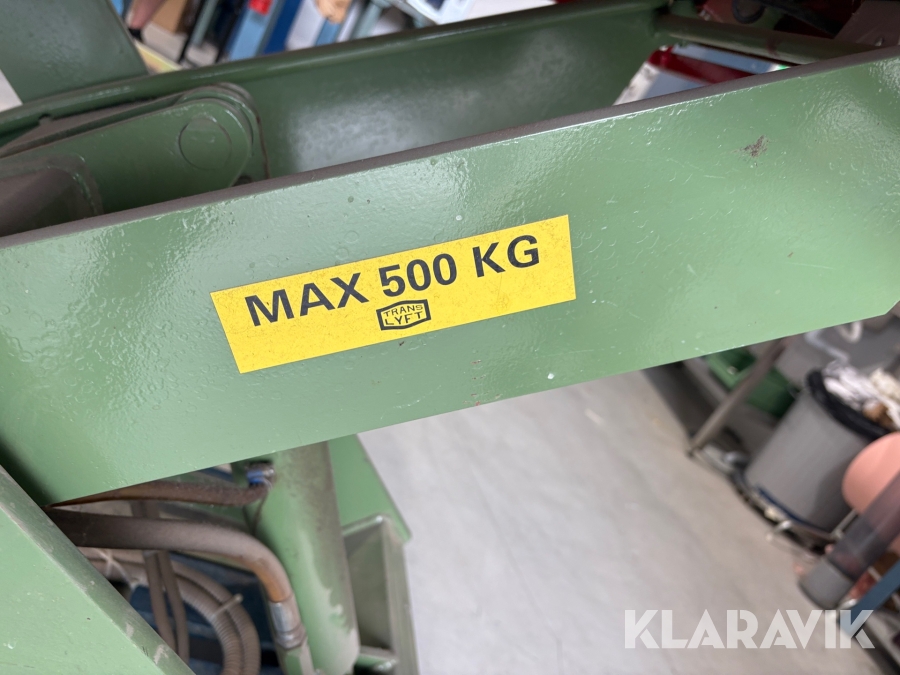 MAX 500 KG
TRANS
LYFT
KLARAVIK